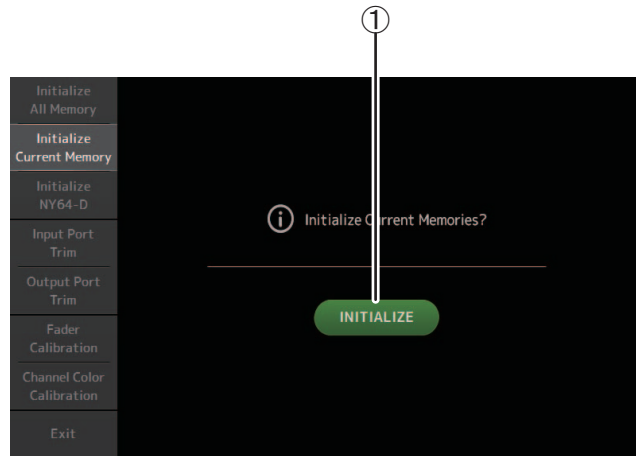 ①
Initialize
All Memory
Initialize
Current Memory
Initialize
NY64-D
Input Port
Trim
Output Port
Trim
Fader
Calibration
Channel Color
Calibration
Exit
Initialize Current Memories?
INITIALIZE